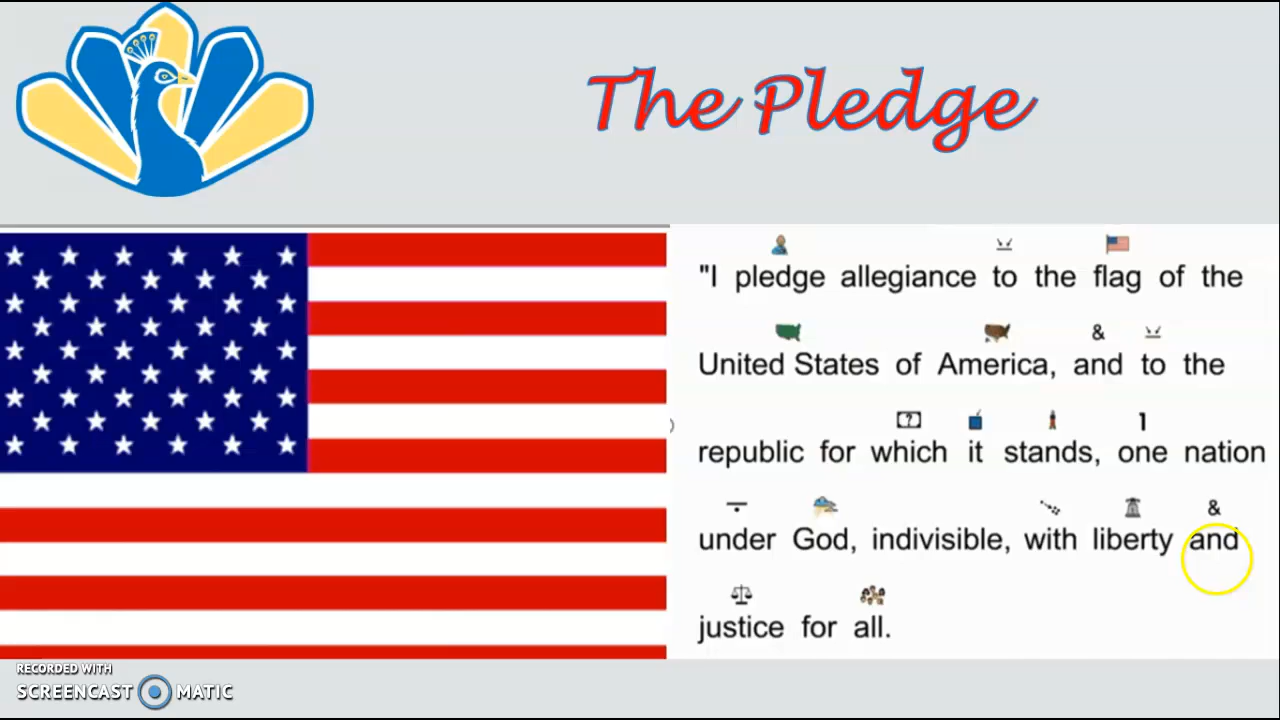 The Pledge
"I pledge allegiance to the flag of the
&
United States of America, and to the
? 1
republic for which it stands, one nation
&
under God, indivisible, with liberty and
justice for all.
RECORDED WITH
SCREENCAST MATIC